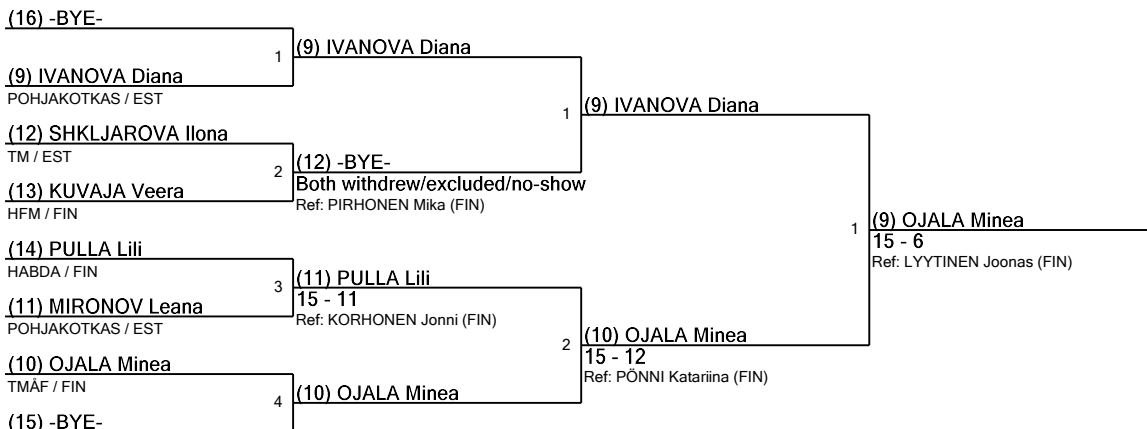 (16) -BYE-
(9) IVANOVA Diana
POHJAKOTKAS / EST
(12) SHKLJAROVA Ilona
TM / EST
(13) KUVAJA Veera
HFM / FIN
(14) PULLA Lili
HABDA / FIN
(11) MIRONOV Leana
POHJAKOTKAS / EST
(10) OJALA Minea
TMÅF / FIN
(15) -BYE-
1
2
3
4
(9) IVANOVA Diana
(12) -BYE-
Both withdrew/excluded/no-show
Ref: PIRHONEN Mika (FIN)
(11) PULLA Lili
15 - 11
Ref: KORHONEN Jonni (FIN)
(10) OJALA Minea
1
2
(9) IVANOVA Diana
(10) OJALA Minea
15 - 12
Ref: PÖNNI Katariina (FIN)
1
(9) OJALA Minea
15 - 6
Ref: LYYTINEN Joonas (FIN)